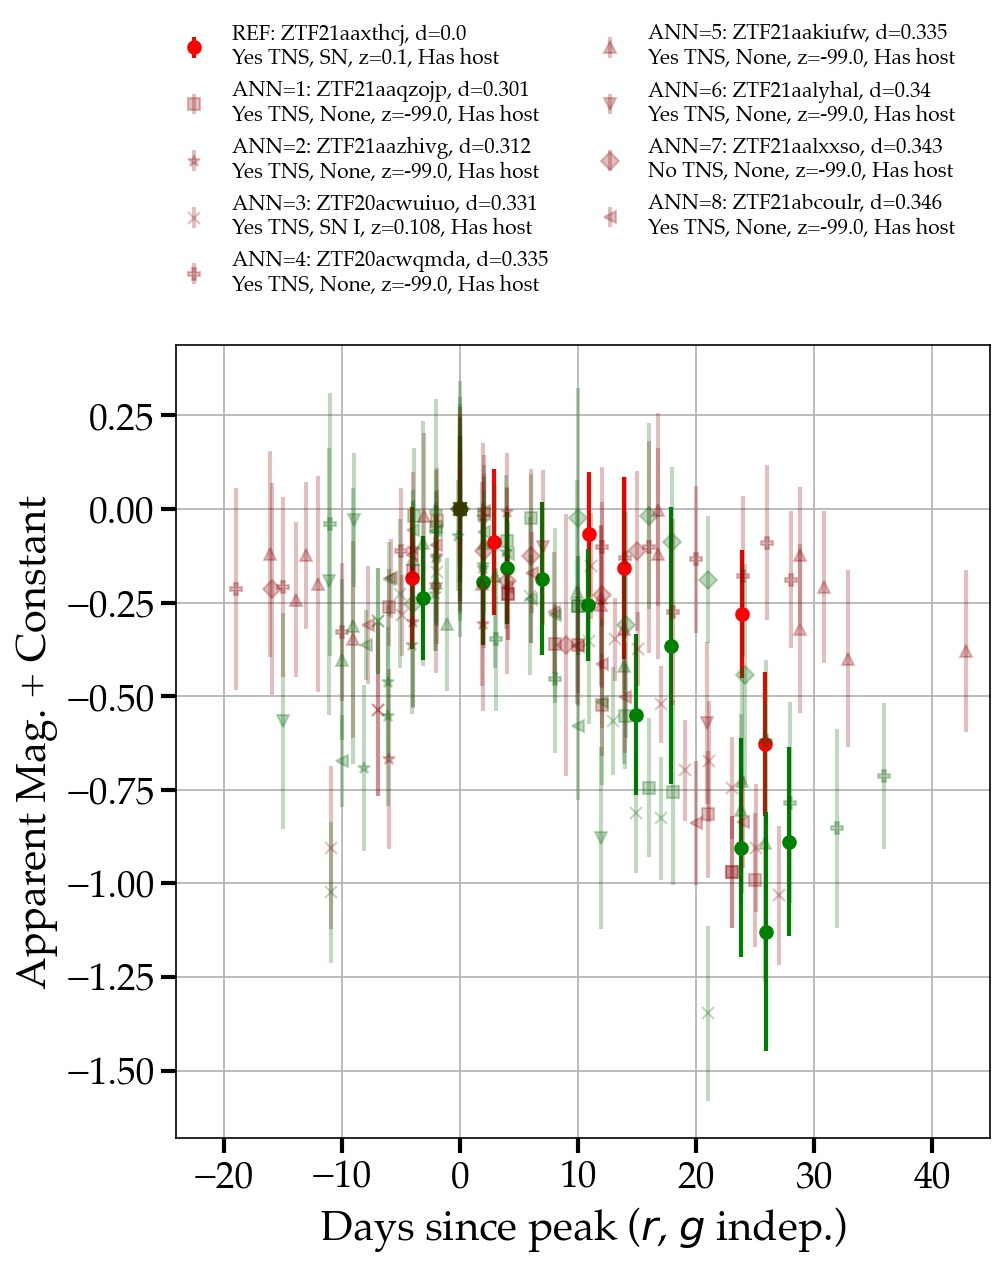 REF: ZTF21aaxthcj, d=0.0
Yes TNS, SN, z=0.1, Has host
ANN=1: ZTF21aaqzojp, d=0.301
Yes TNS, None, z=-99.0, Has host
ANN=2: ZTF21aazhivg, d=0.312
Yes TNS, None, z=-99.0, Has host
ANN=3: ZTF20acwuiuo, d=0.331
Yes TNS, SN I, z=0.108, Has host
ANN=4: ZTF20acwqmda, d=0.335
Yes TNS, None, z=-99.0, Has host
ANN=5: ZTF21aakiufw, d=0.335
Yes TNS, None, z=-99.0, Has host
ANN=6: ZTF21aalyhal, d=0.34
Yes TNS, None, z=-99.0, Has host
ANN=7: ZTF21aalxxso, d=0.343
No TNS, None, z=-99.0, Has host
ANN=8: ZTF21abcoulr, d=0.346
Yes TNS, None, z=-99.0, Has host
Apparent Mag. + Constant
0.25
0.00
−0.25
−0.50
−0.75
−1.00
−1.25
−1.50
−20 −10 0 10 20 30 40
Days since peak (r, g indep.)